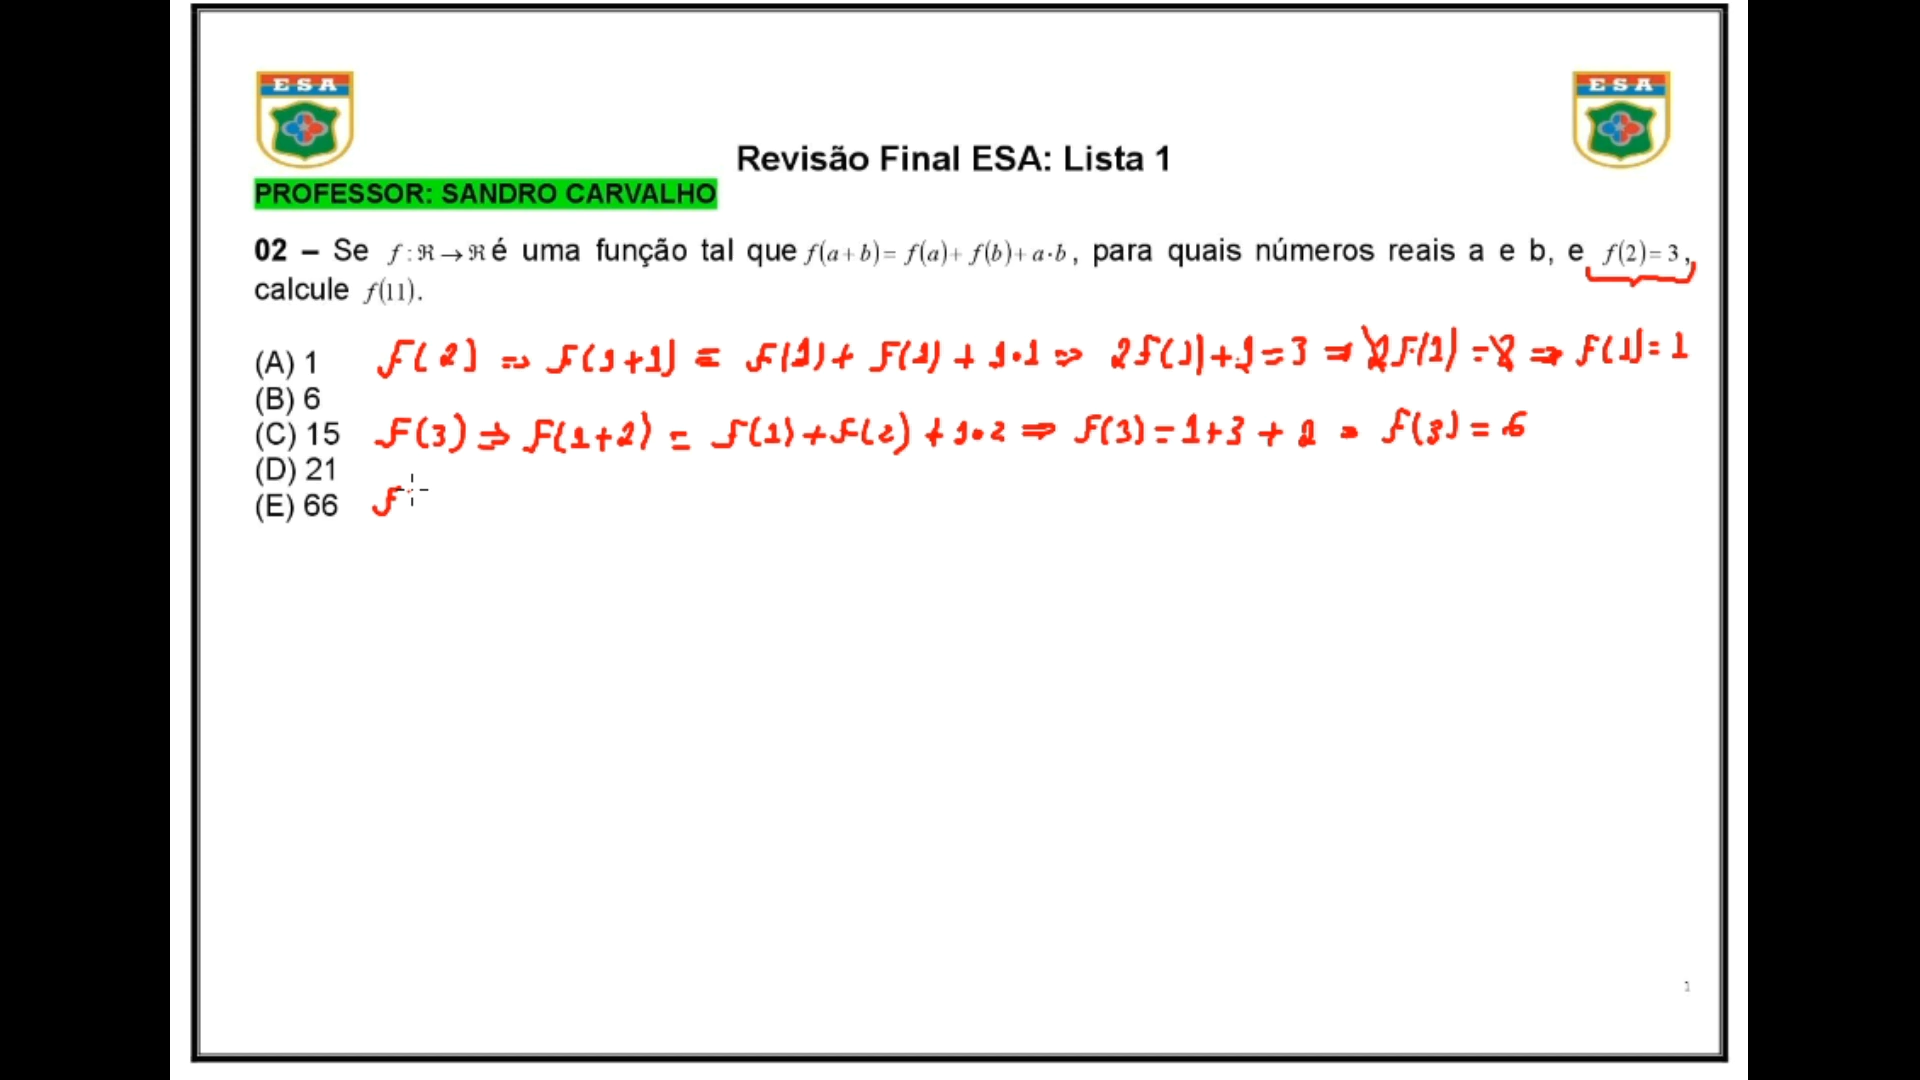 E S A
E S A
Revisão Final ESA: Lista 1
PROFESSOR: SANDRO CARVALHO
02 – Se f:ℜ→ℜ é uma função tal que f(a+b)= f(a)+ f(b)+a·b, para quais números reais a e b, e f(2)=3,
calcule f(11).
(A) 1 f(2) ⇒ f(1+1) = f(1)+ f(1) + 1·1 ⇒ 2f(1)+1=3 ⇒ 2f(1) =2 ⇒ f(1)=1
(B) 6
(C) 15 f(3) ⇒ f(1+2) = f(1)+f(2) + 1·2 ⇒ f(3)=1+3+2 = f(3)=6
(D) 21
(E) 66 f
1